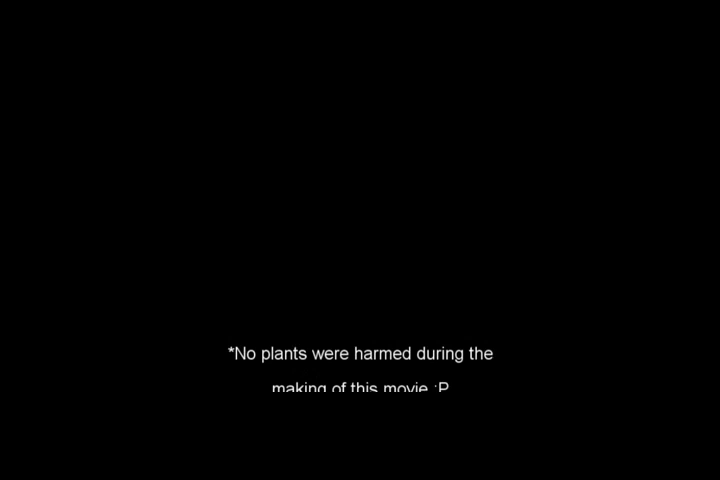 *No plants were harmed during the
making of this movie :P